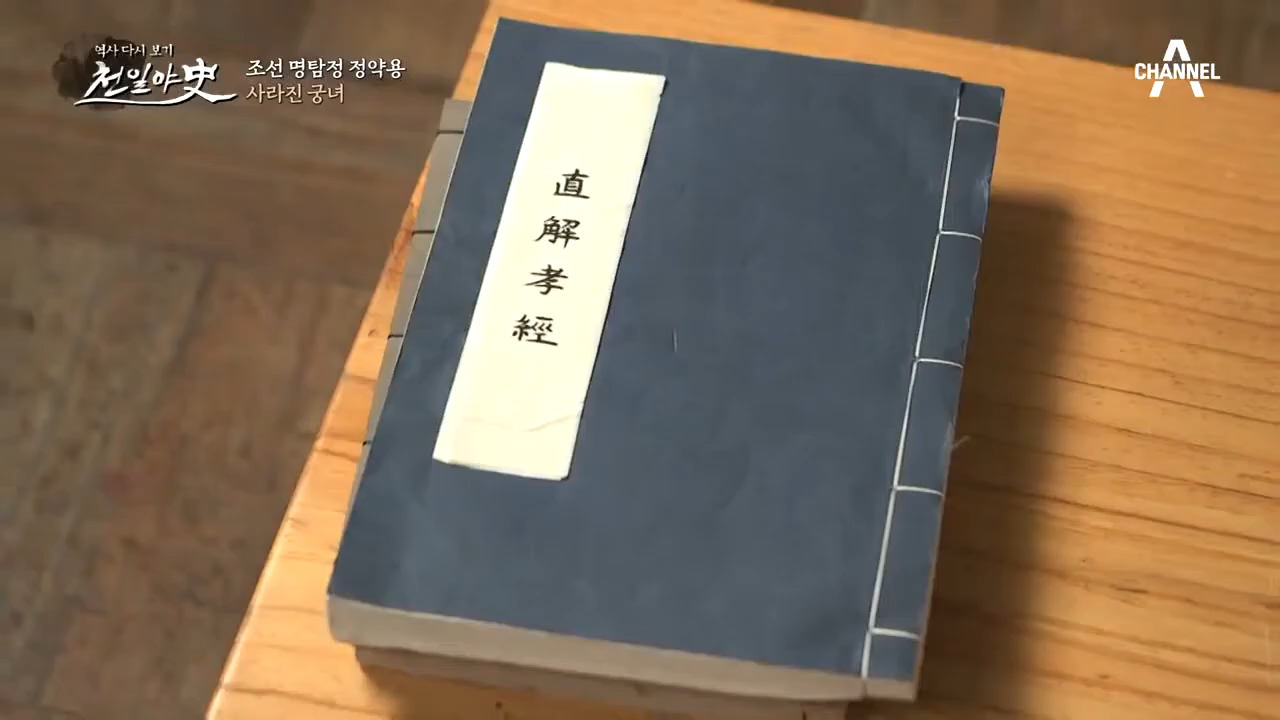 역사 다시 보기
천일야史
조선 명탐정 정약용
사라진 궁녀
CHANNEL A
直解孝經